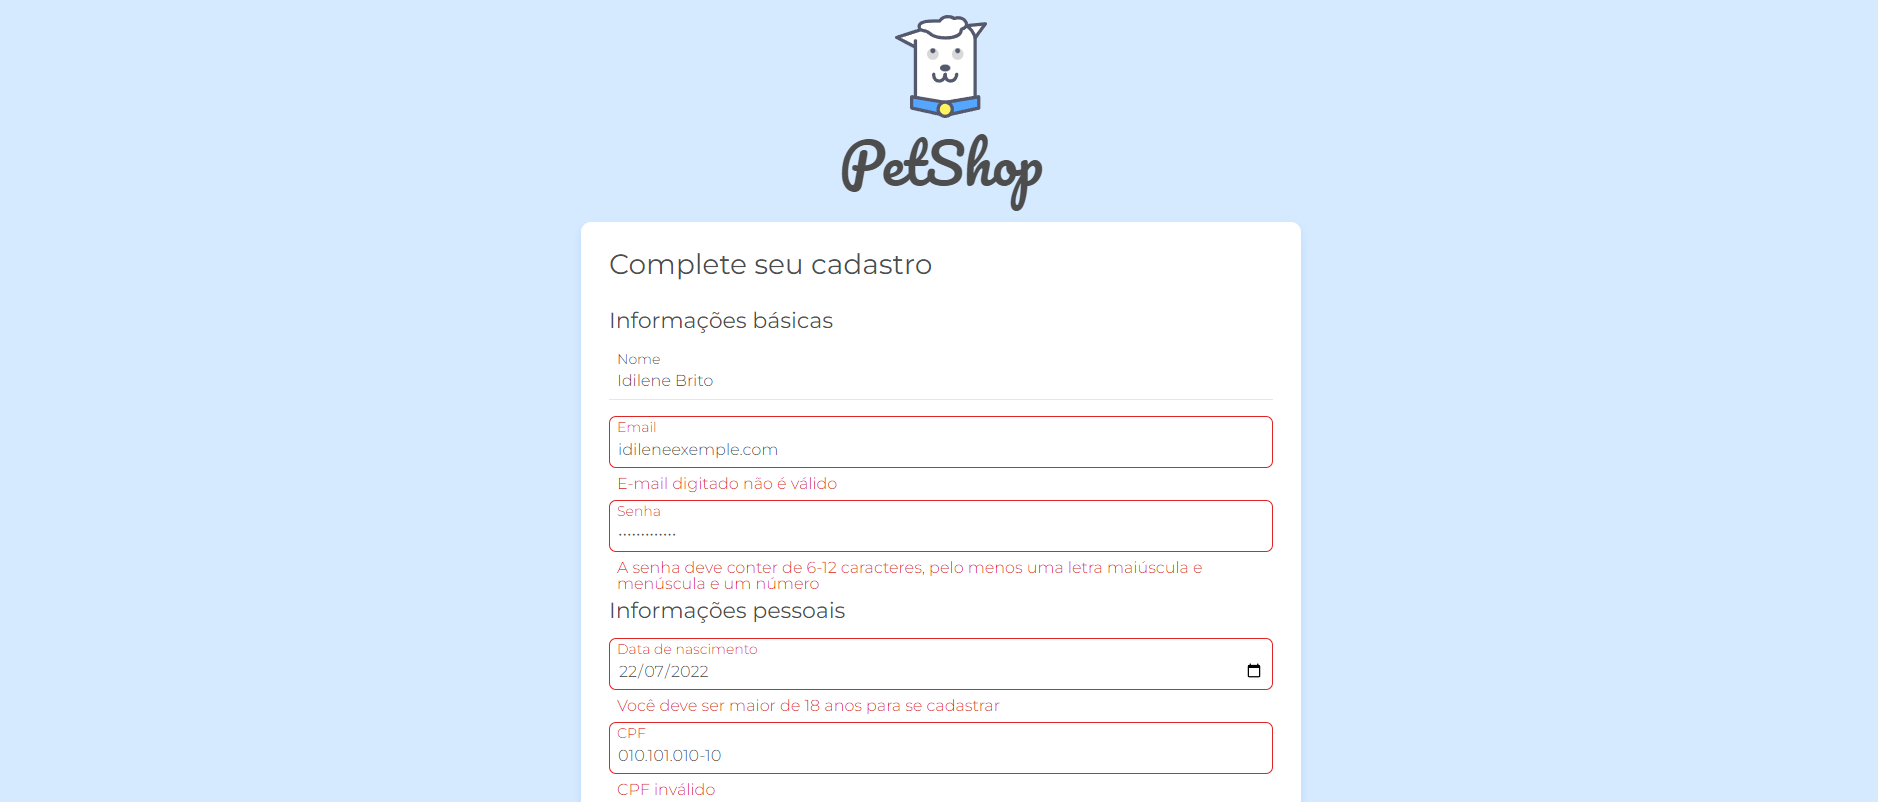 PetShop
Complete seu cadastro
Informações básicas
Nome
Idilene Brito
Email
idileneexemple.com
E-mail digitado não é válido
Senha
•••••••••••••
A senha deve conter de 6-12 caracteres, pelo menos uma letra maiúscula e
menúscula e um número
Informações pessoais
Data de nascimento
22/07/2022
Você deve ser maior de 18 anos para se cadastrar
CPF
010.101.010-10
CPF inválido